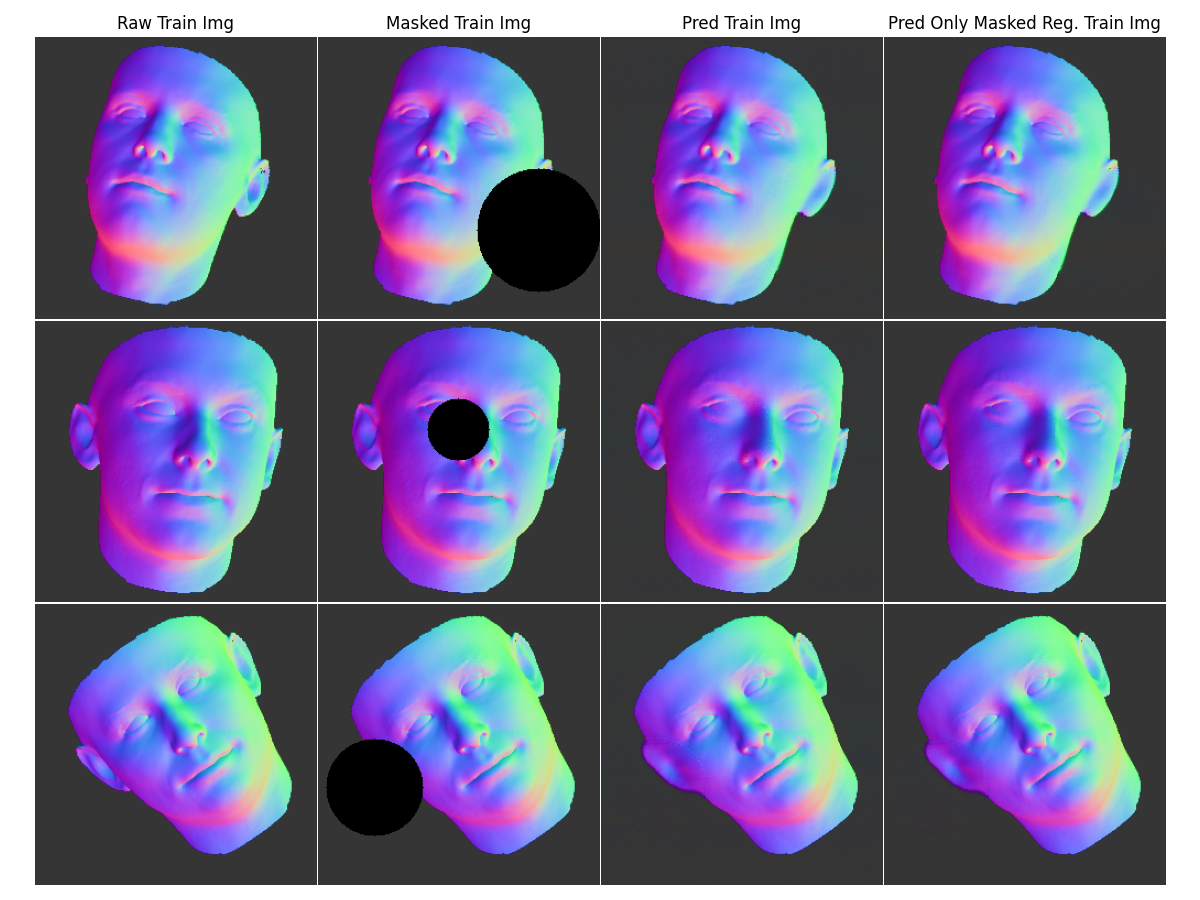 Raw Train Img
Masked Train Img
Pred Train Img
Pred Only Masked Reg. Train Img